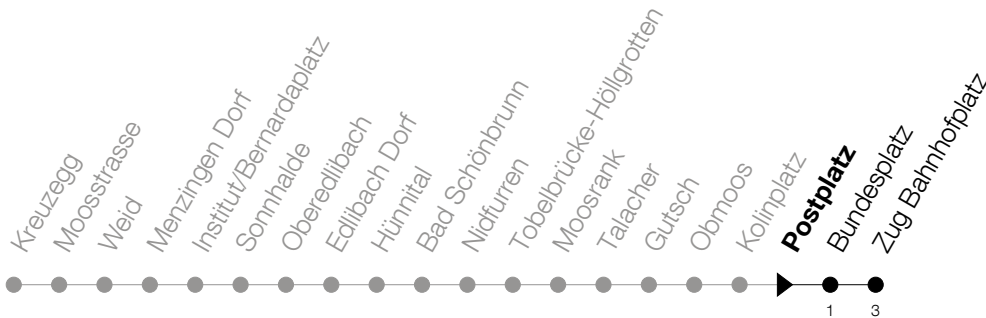 Kreuzegg
Moosstrasse
Weid
Menzingen Dorf
Institut/Bernardaplatz
Sonnhalde
Oberedlibach
Edlibach Dorf
Hünnital
Bad Schönbrunn
Nidfurren
Tobelbrücke-Höllgrotten
Moosrank
Talacher
Gutsch
Obmoos
Kolinplatz
Postplatz
Bundesplatz
Zug Bahnhofplatz
1
3